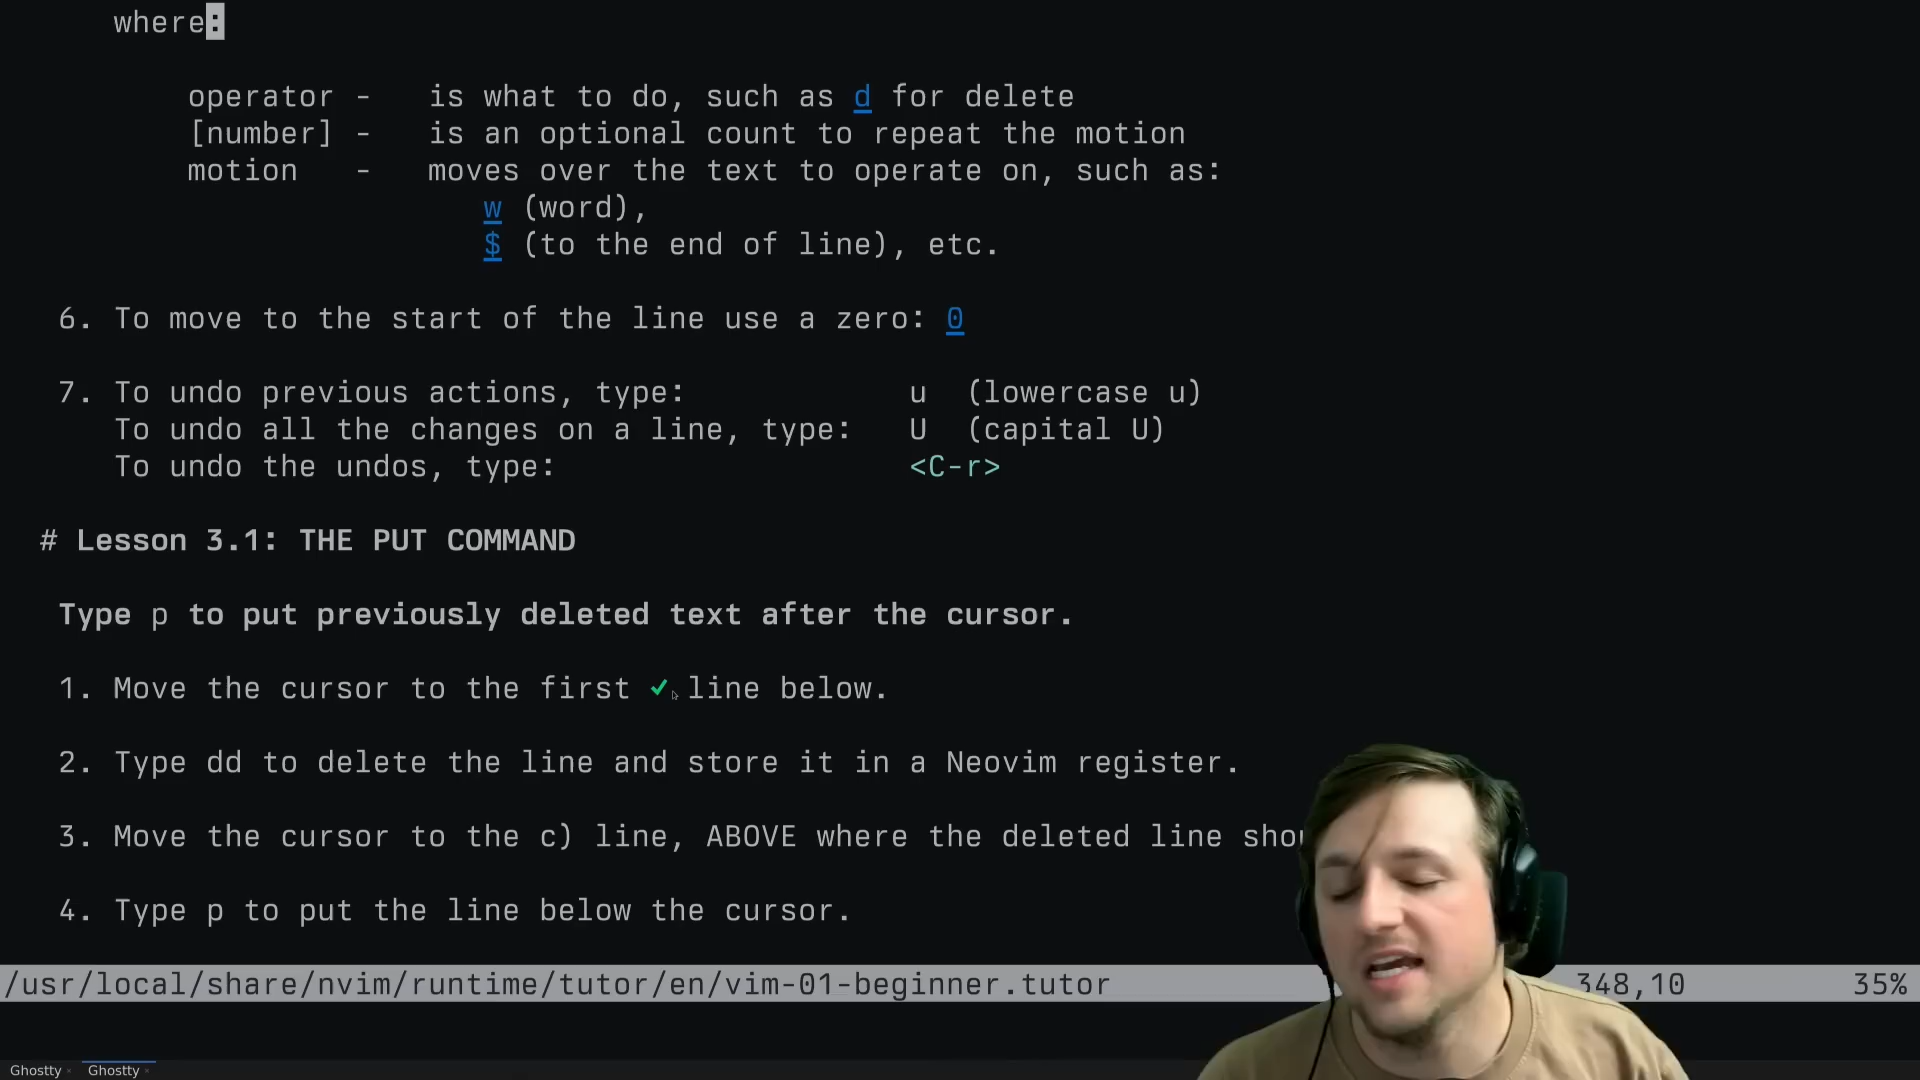 where:
operator - is what to do, such as d for delete
[number] - is an optional count to repeat the motion
motion - moves over the text to operate on, such as:
w (word),
$ (to the end of line), etc.
6. To move to the start of the line use a zero: 0
7. To undo previous actions, type: u (lowercase u)
To undo all the changes on a line, type: U (capital U)
To undo the undos, type: <C-r>
# Lesson 3.1: THE PUT COMMAND
Type p to put previously deleted text after the cursor.
1. Move the cursor to the first ✓ line below.
2. Type dd to delete the line and store it in a Neovim register.
3. Move the cursor to the c) line, ABOVE where the deleted line
4. Type p to put the line below the cursor.
/usr/local/share/nvim/runtime/tutor/en/vim-01-beginner.tutor 348,10 35%
Ghostty Ghostty